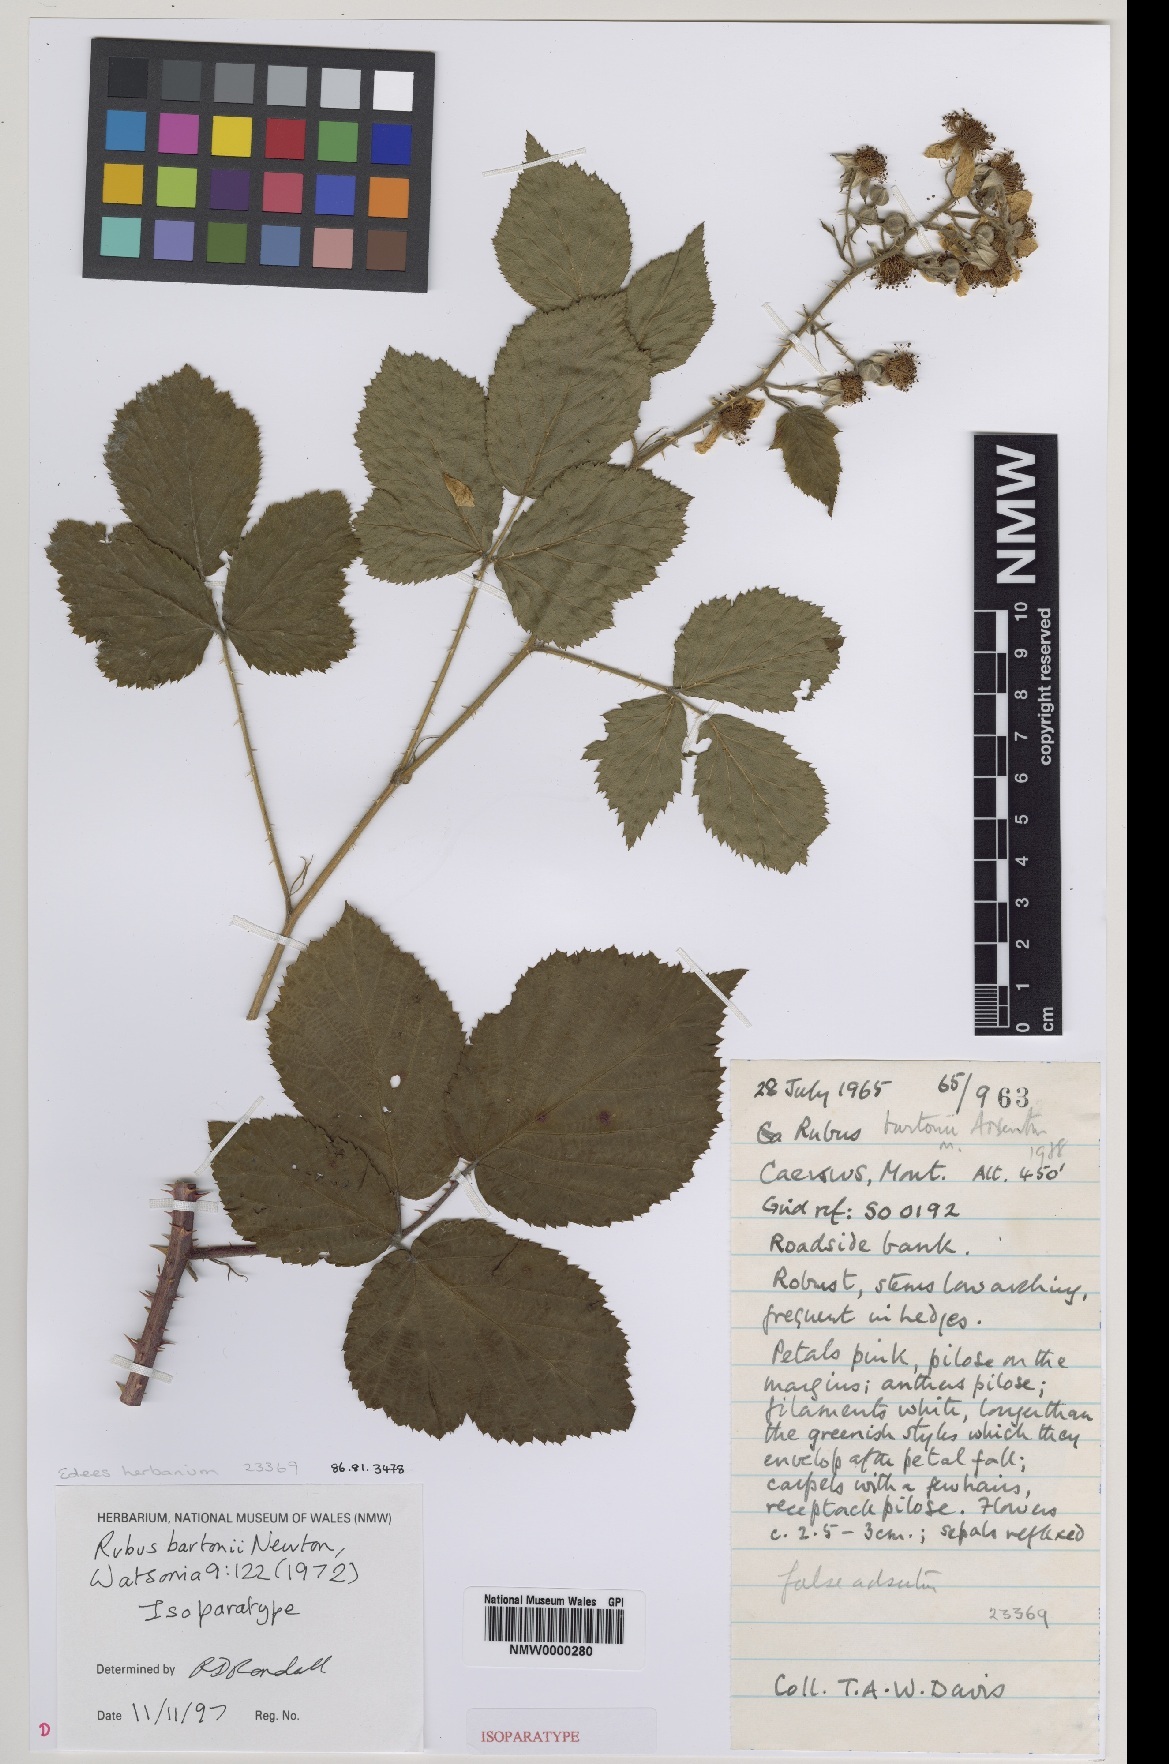 NMW
10
9
8
7
6
5
4
3
2
1
0
cm
copyright reserved
28 July 1965 65/963
Ca Rubus bartonii
1988
Caersws, Mont. Alt. 450'
Grid ref: SO 0192
Roadside bank.
Robust, stems low arching,
frequent in hedges.
Petals pink, pilose on the
margins; anthers pilose;
filaments white, longer than
the greenish styles which they
envelop after petal fall;
carpels with a few hairs,
receptacle pilose. Flowers
c. 2.5 - 3cm.; sepals reflexed
false
23369
Coll. T.A.W. Davis
Edees herbarium 23369 86.81.3478
HERBARIUM, NATIONAL MUSEUM OF WALES (NMW)
Rubus bartonii Newton,
Watsonia 9:122 (1972)
Isoparatype
Determined by RDRandall
Date 11/11/97 Reg. No.
D
National Museum Wales GPI
NMW0000280
ISOPARATYPE